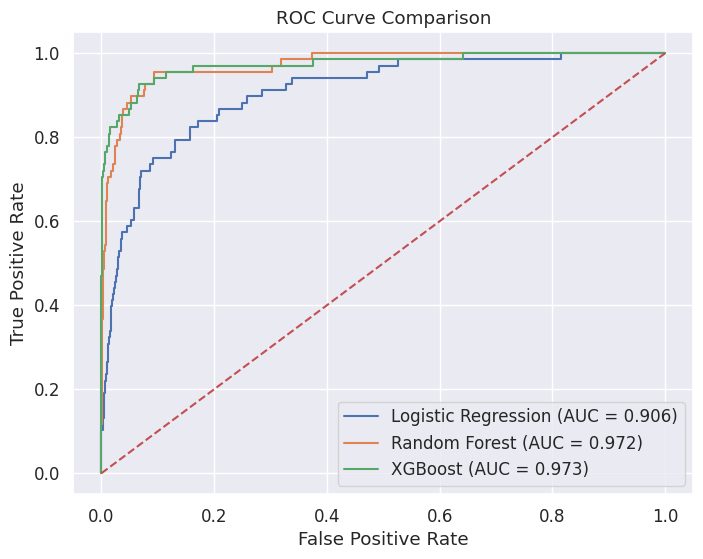 ROC Curve Comparison
True Positive Rate
1.0
0.8
0.6
0.4
0.2
0.0
Logistic Regression (AUC = 0.906)
Random Forest (AUC = 0.972)
XGBoost (AUC = 0.973)
0.0 0.2 0.4 0.6 0.8 1.0
False Positive Rate